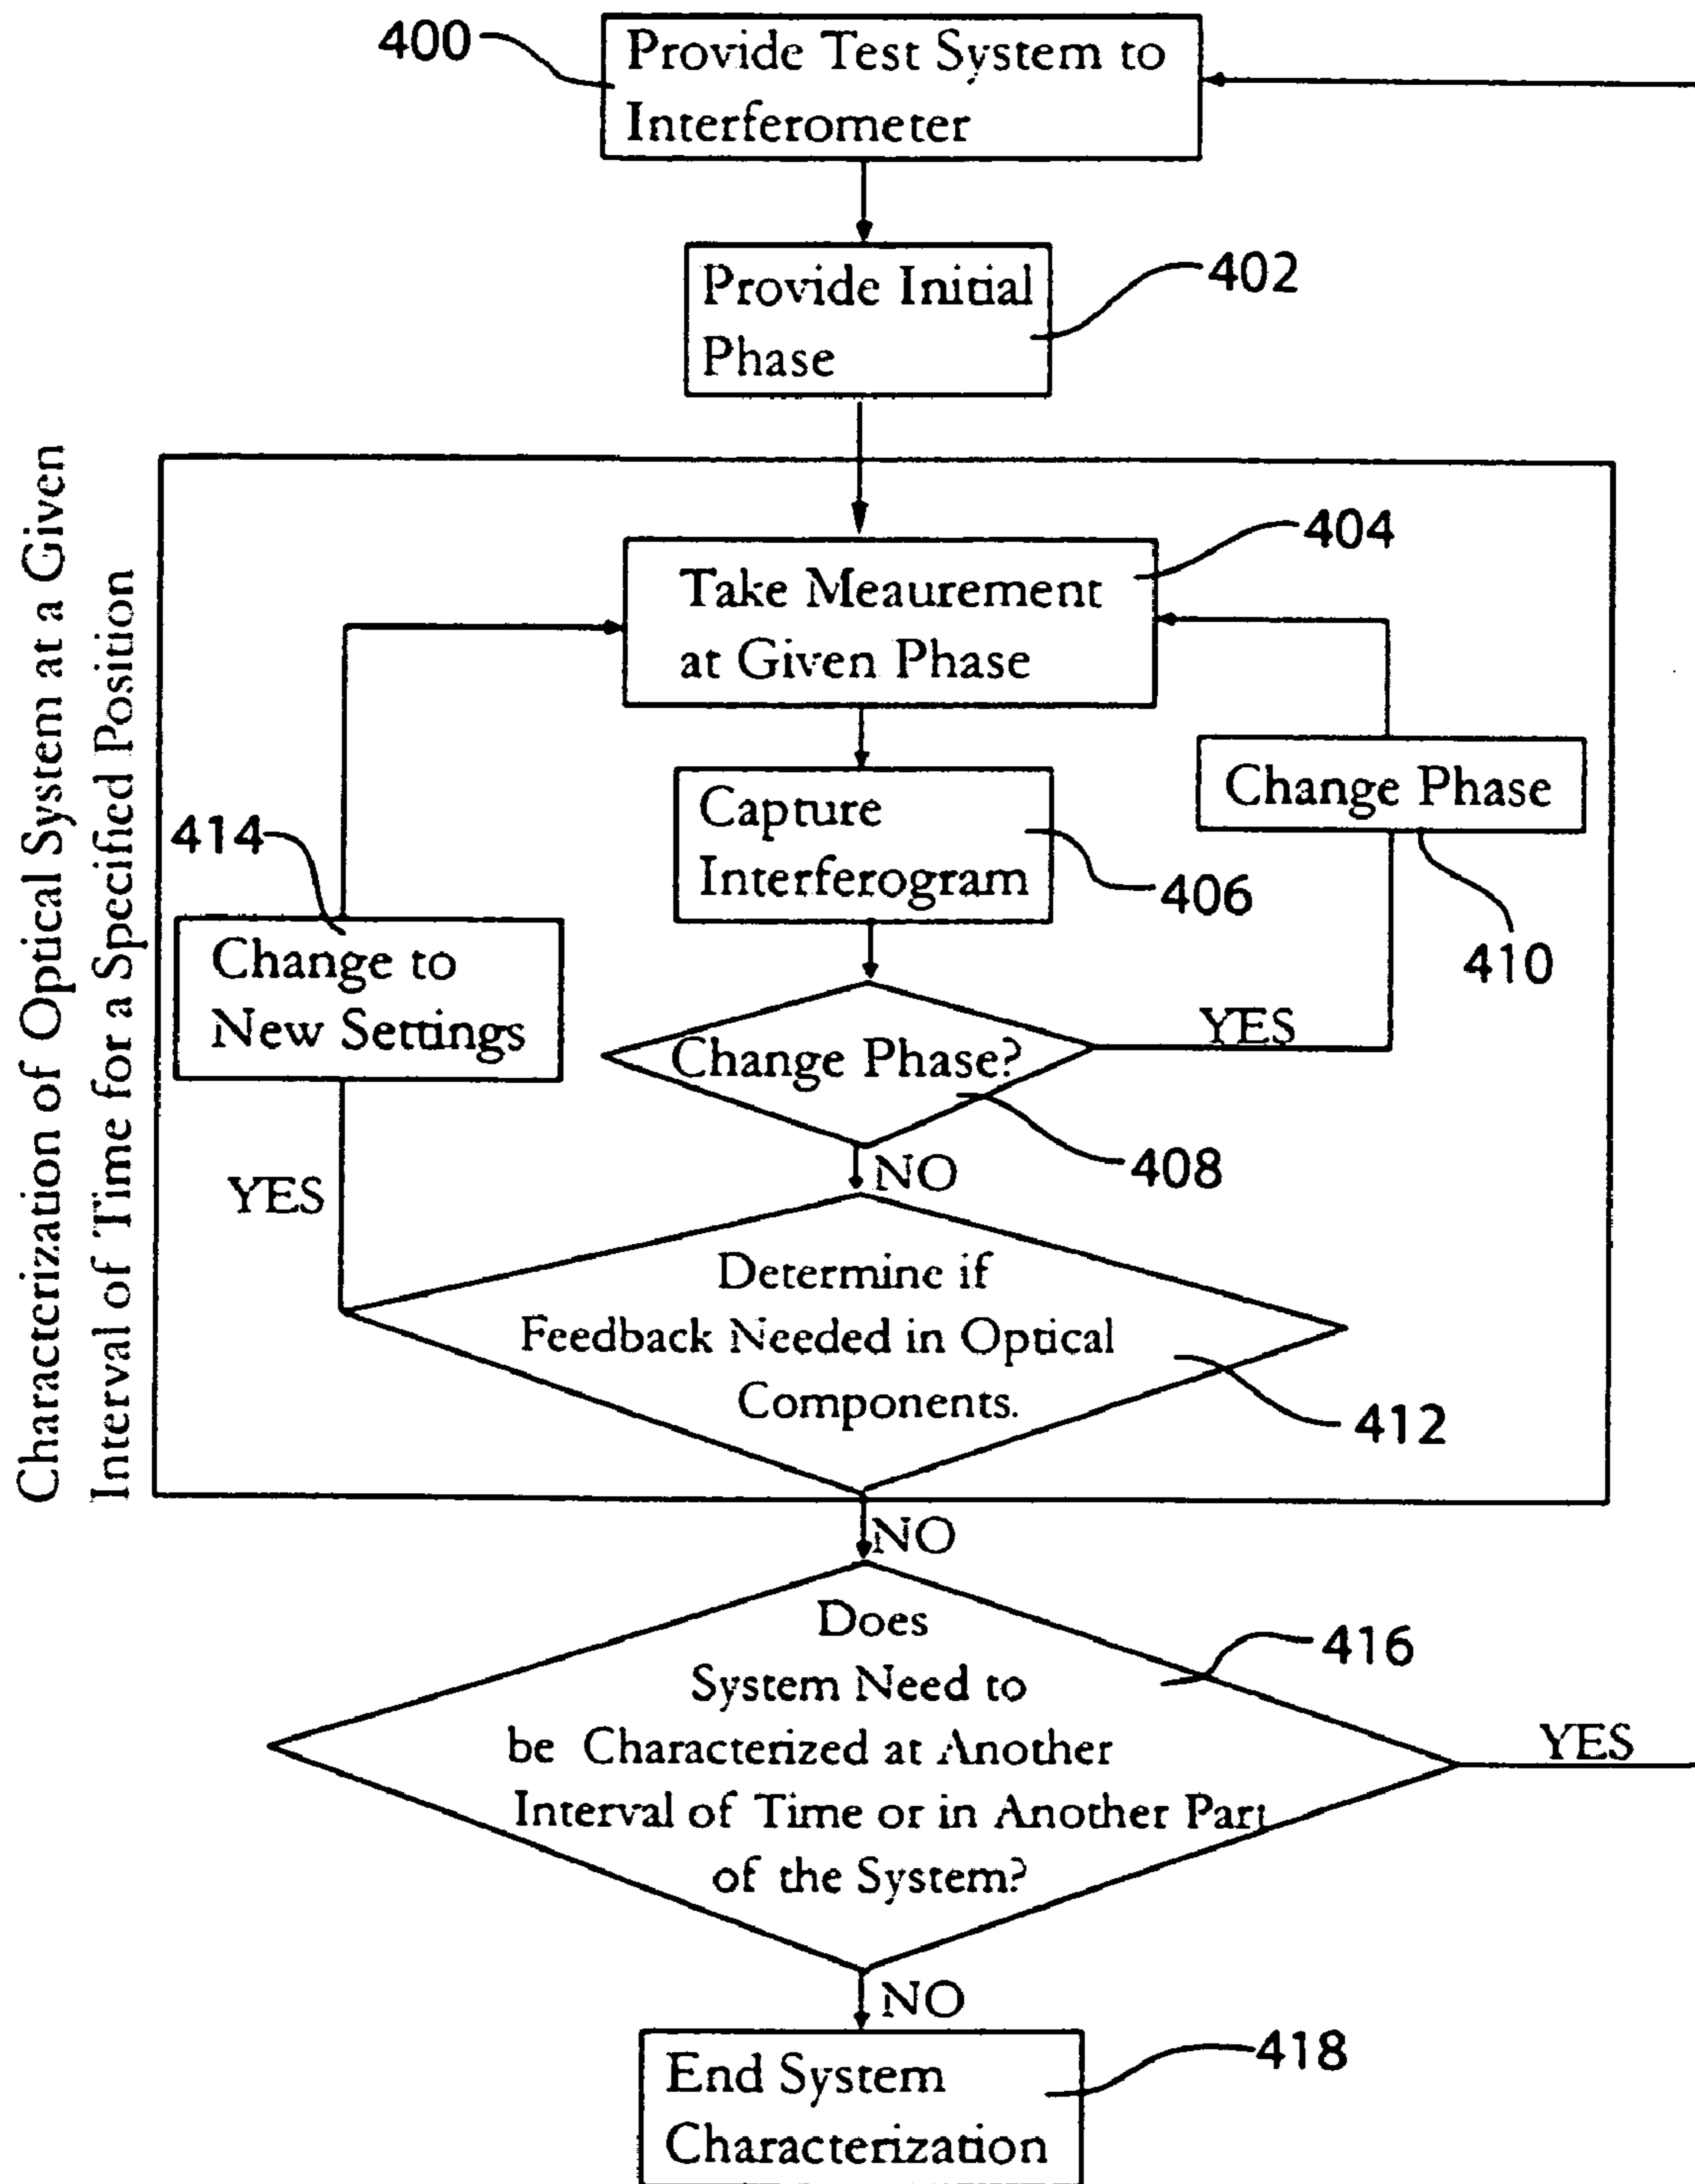 400
Provide Test System to
Interferometer
Provide Initial
Phase
402
Characterization of Optical System at a Given
Interval of Time for a Specified Position
404
Take Meaurement
at Given Phase
Change Phase
410
Capture
Interferogram
406
414
Change to
New Settings
Change Phase?
YES
408
NO
YES
Determine if
Feedback Needed in Optical
Components.
412
NO
416
Does
System Need to
be Characterized at Another
Interval of Time or in Another Part
of the System?
YES
NO
418
End System
Characterization